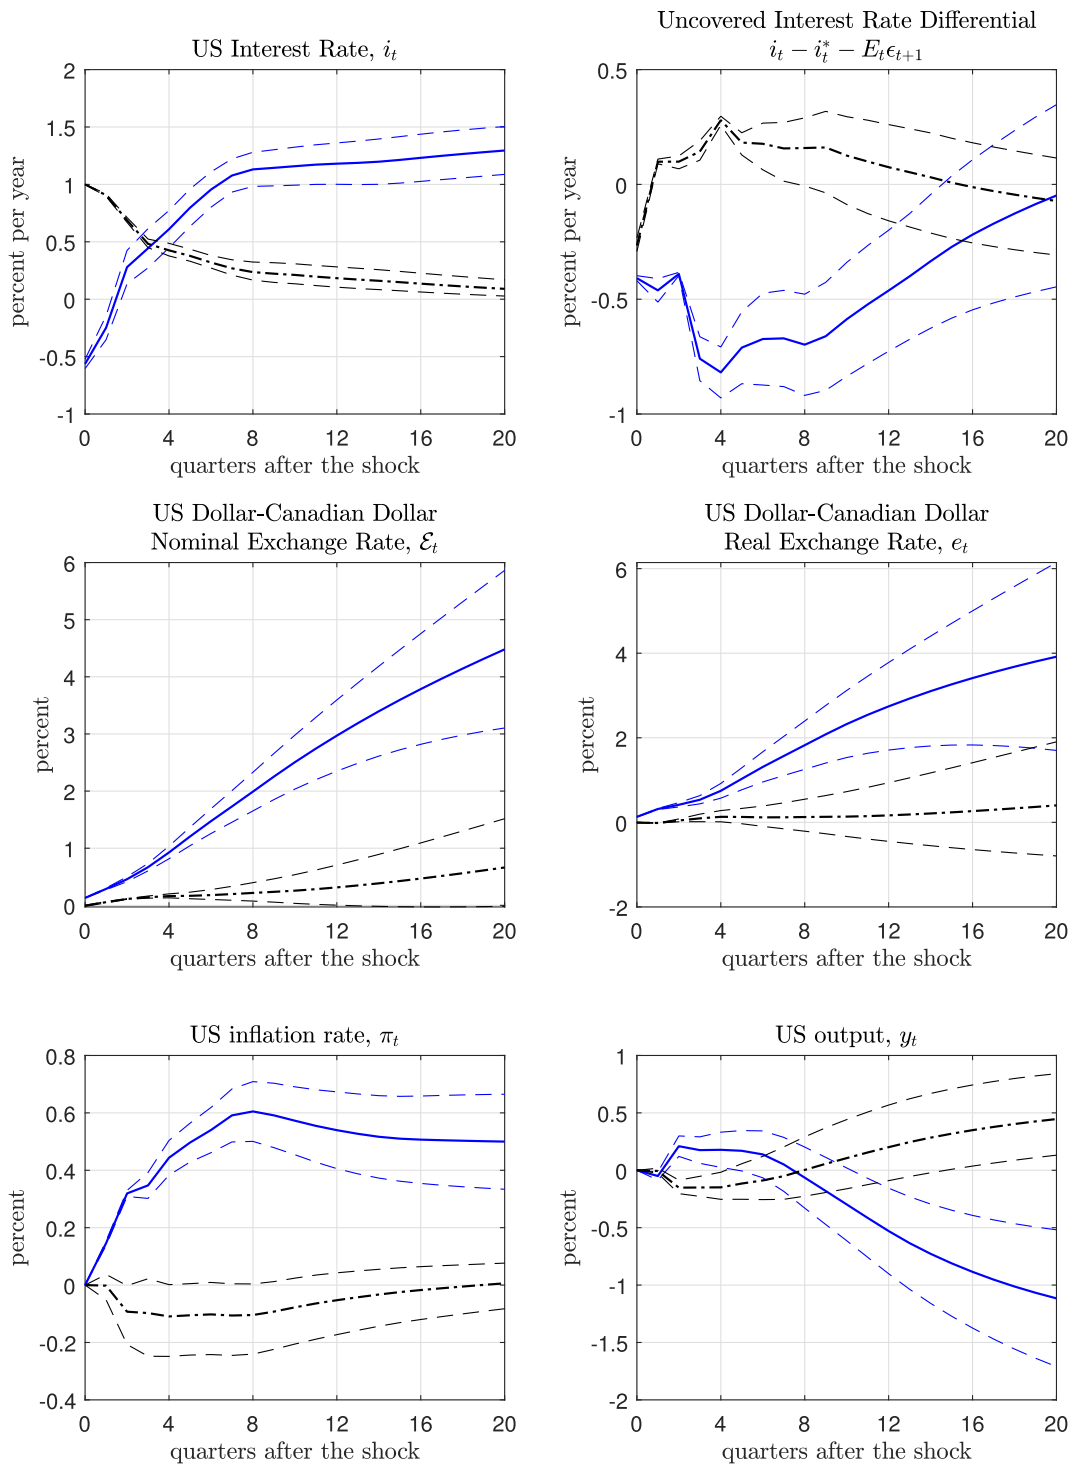 US Interest Rate, i_t
2
1.5
1
0.5
0
-0.5
-1
percent per year
0 4 8 12 16 20
quarters after the shock
Uncovered Interest Rate Differential
i_t − i_t^* − E_tϵ_{t+1}
0.5
0
-0.5
-1
percent per year
0 4 8 12 16 20
quarters after the shock
US Dollar-Canadian Dollar
Nominal Exchange Rate, ℰ_t
6
5
4
3
2
1
0
percent
0 4 8 12 16 20
quarters after the shock
US Dollar-Canadian Dollar
Real Exchange Rate, e_t
6
4
2
0
-2
percent
0 4 8 12 16 20
quarters after the shock
US inflation rate, π_t
0.8
0.6
0.4
0.2
0
-0.2
-0.4
percent
0 4 8 12 16 20
quarters after the shock
US output, y_t
1
0.5
0
-0.5
-1
-1.5
-2
percent
0 4 8 12 16 20
quarters after the shock